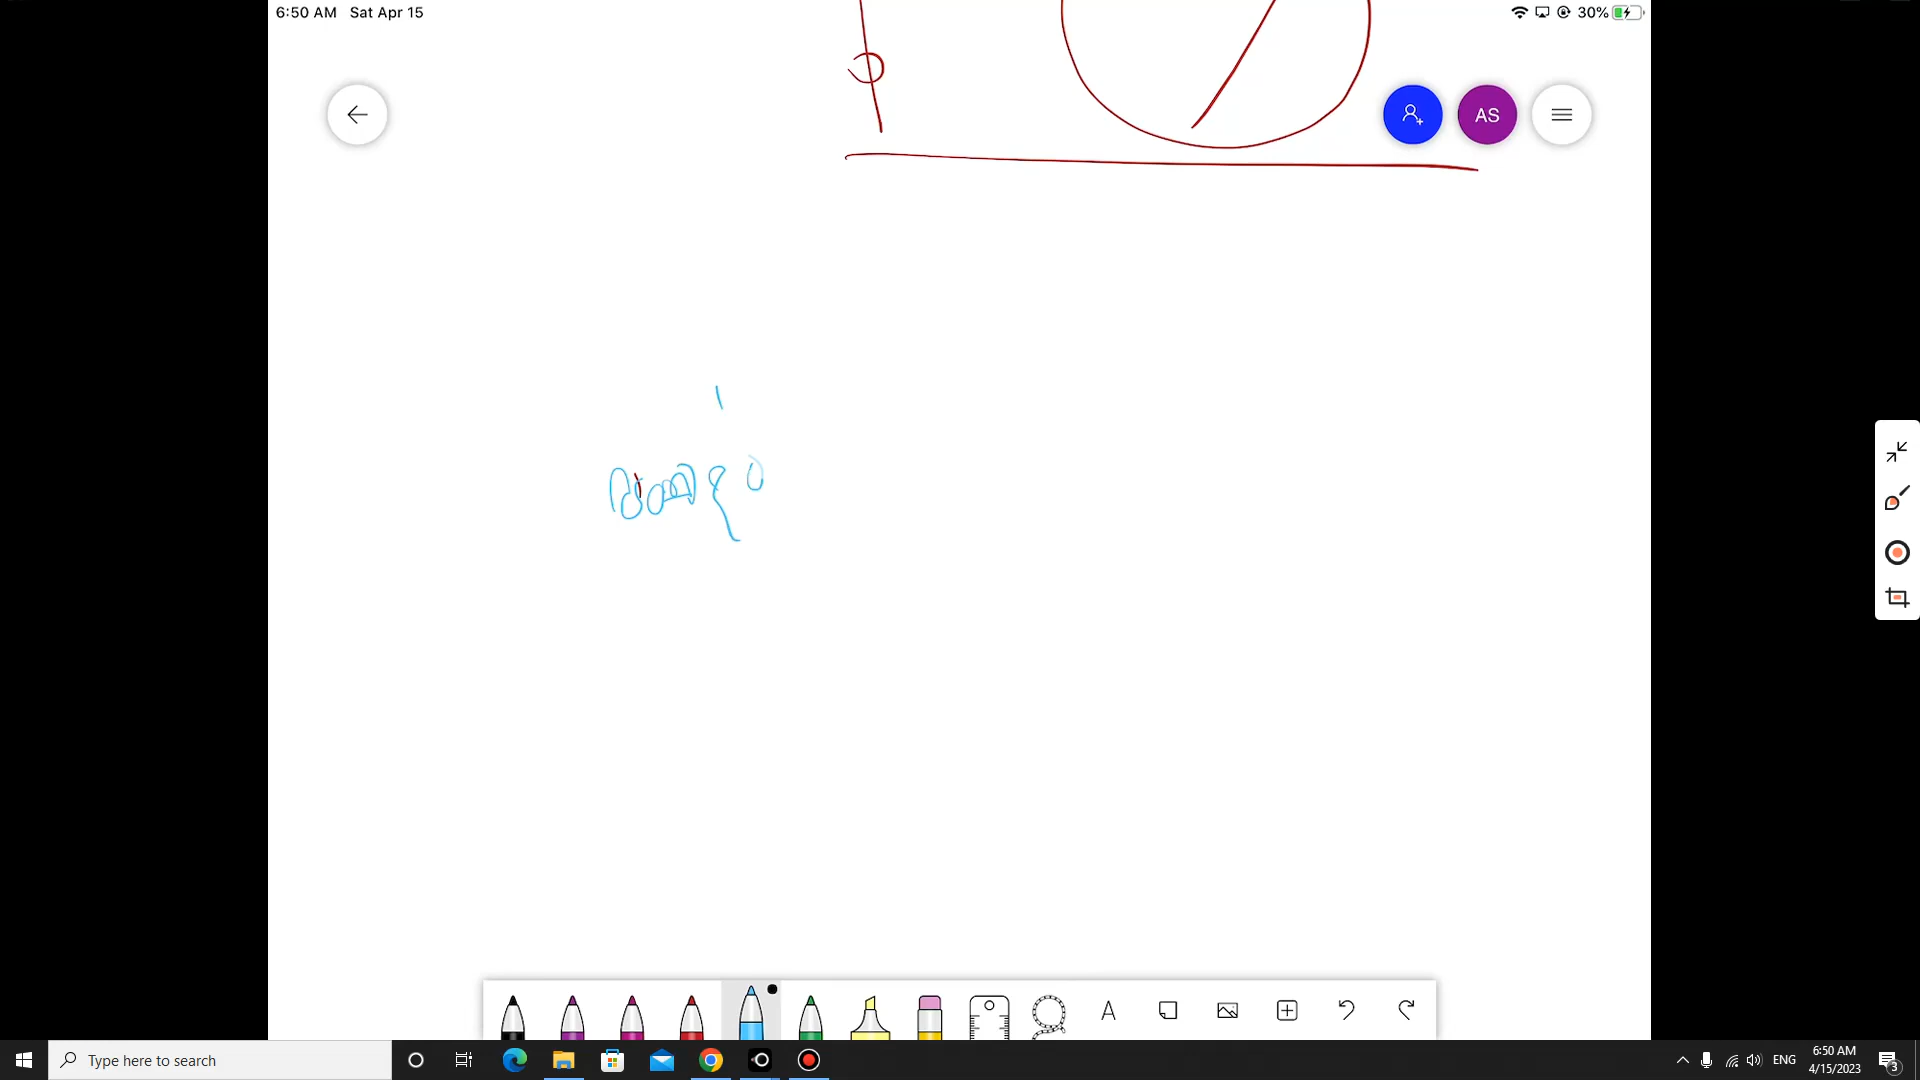 6:50 AM Sat Apr 15
30%
AS
A
Type here to search
ENG
6:50 AM
4/15/2023
3